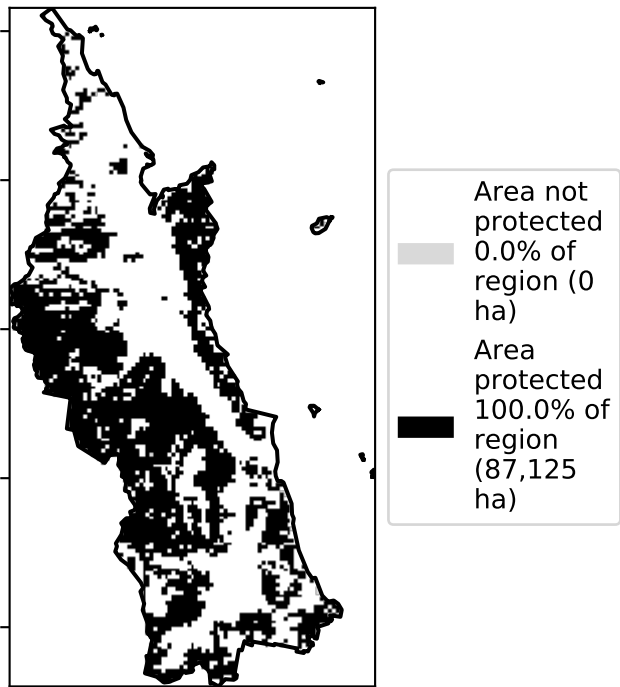 Area not
protected
0.0% of
region (0
ha)
Area
protected
100.0% of
region
(87,125
ha)